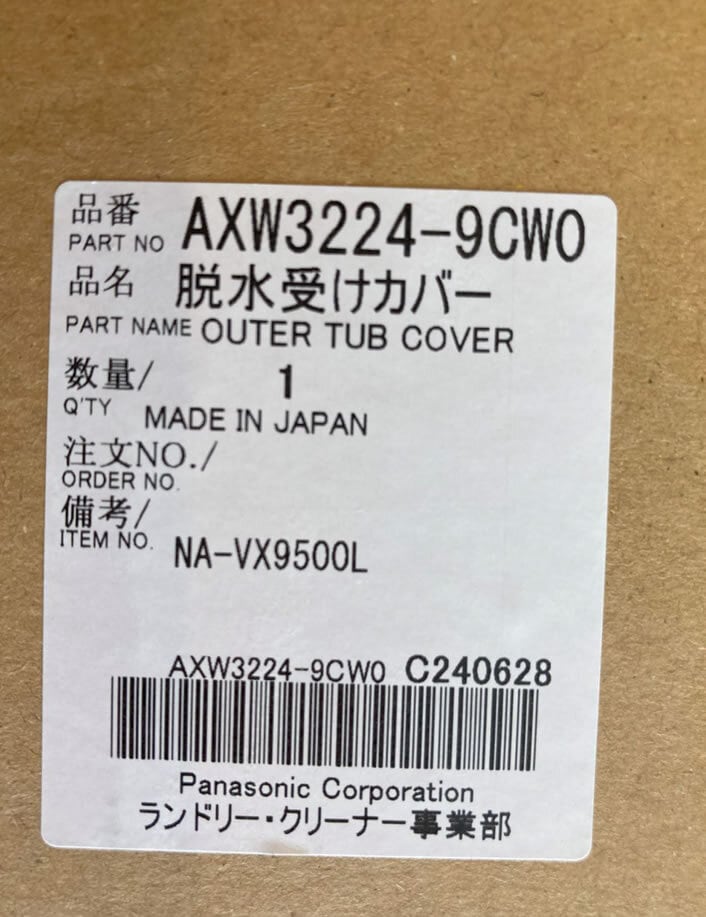 品番 AXW3224-9CW0
PART NO
品名 脱水受けカバー
PART NAME OUTER TUB COVER
数量/ 1
Q'TY MADE IN JAPAN
注文NO./
ORDER NO.
備考/
ITEM NO. NA-VX9500L
AXW3224-9CW0 C240628
Panasonic Corporation
ランドリー・クリーナー事業部